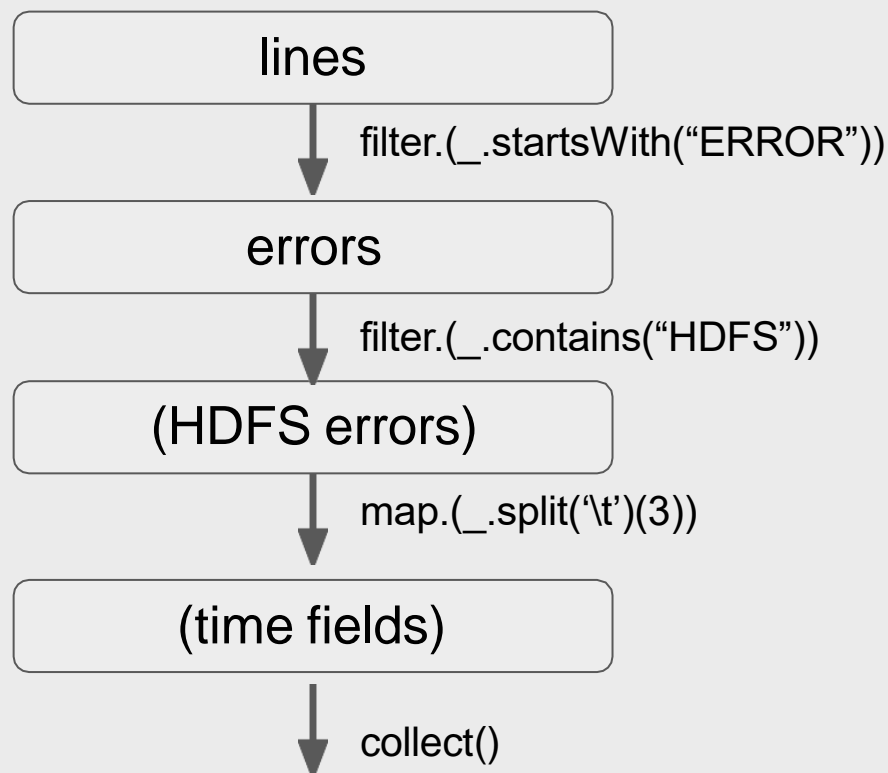 lines
filter.(_.startsWith(“ERROR”))
errors
filter.(_.contains(“HDFS”))
(HDFS errors)
map.(_.split(‘\t’)(3))
(time fields)
collect()